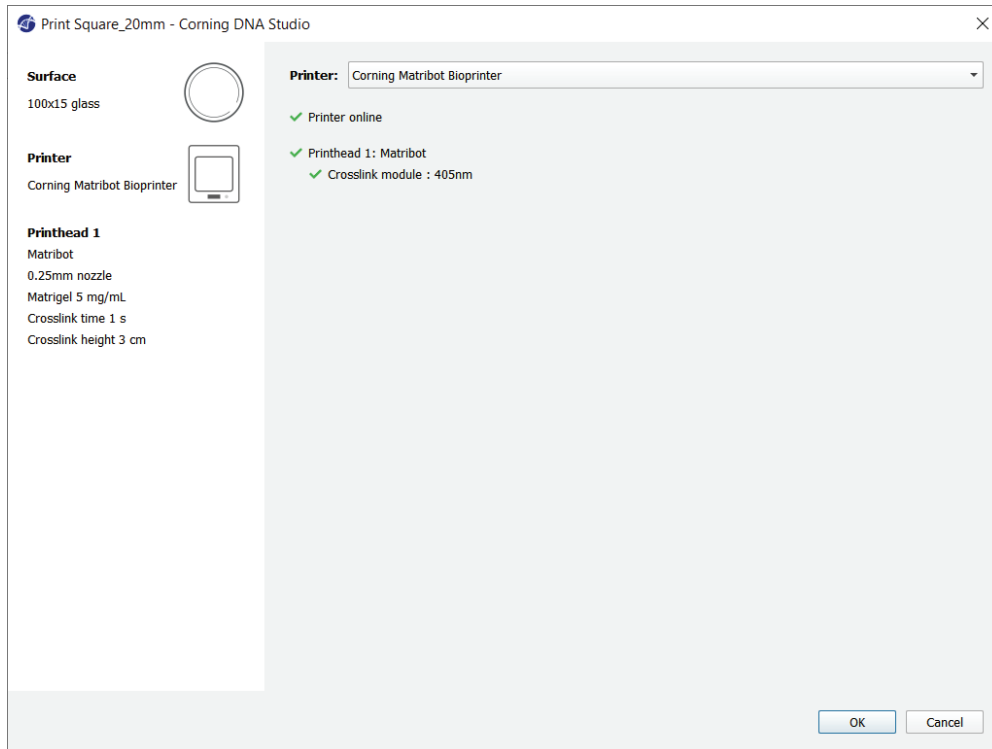 Print Square_20mm - Corning DNA Studio
Surface
100x15 glass
Printer
Corning Matribot Bioprinter
Printhead 1
Matribot
0.25mm nozzle
Matrigel 5 mg/mL
Crosslink time 1 s
Crosslink height 3 cm
Printer: Corning Matribot Bioprinter
Printer online
Printhead 1: Matribot
Crosslink module : 405nm
OK Cancel